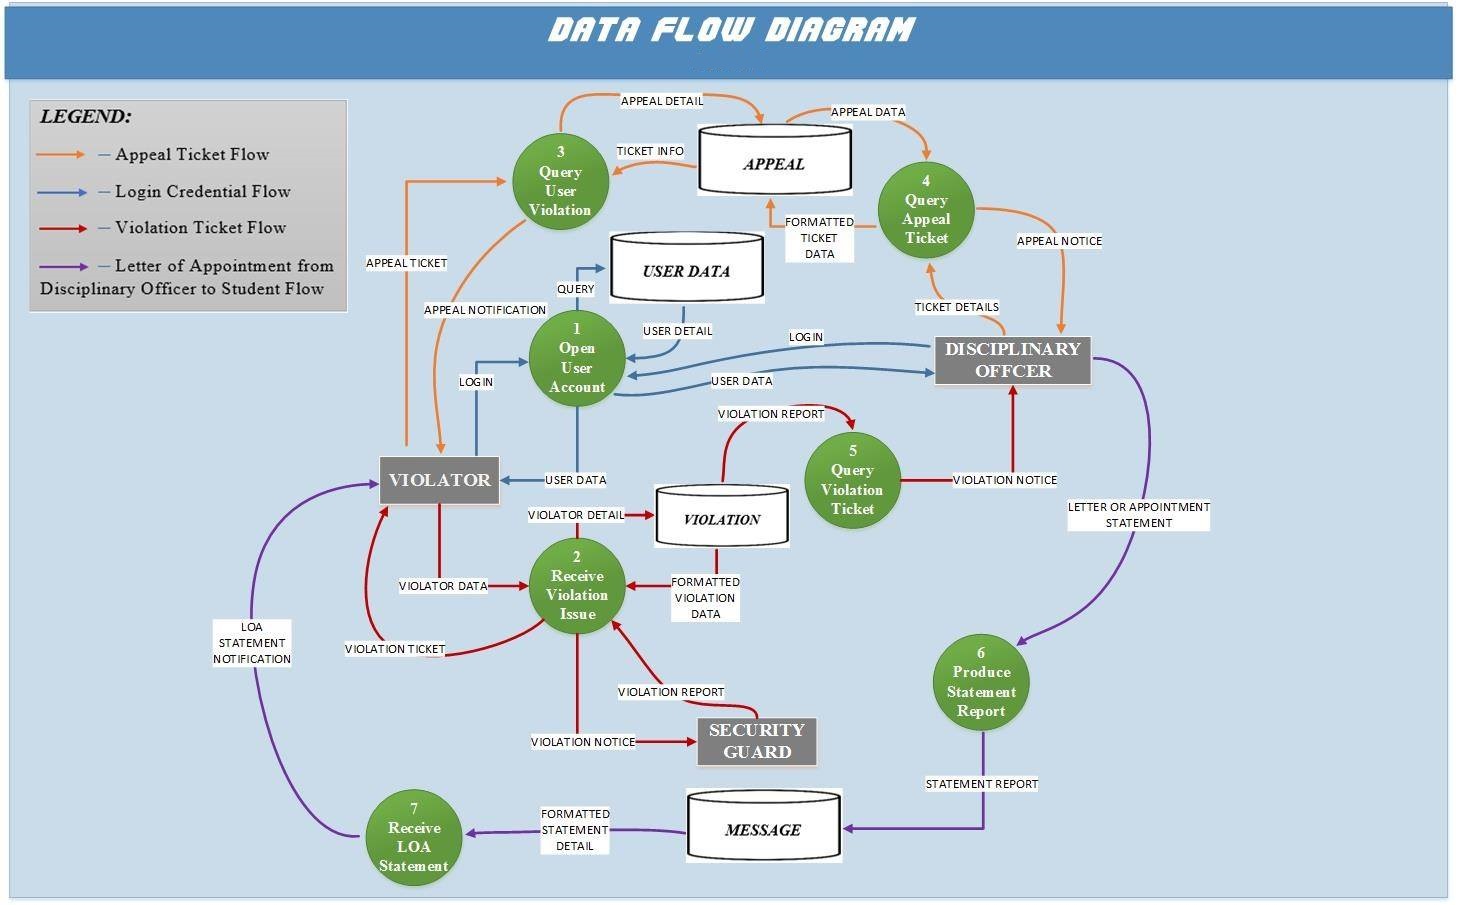 DATA FLOW DIAGRAM
LEGEND:
– Appeal Ticket Flow
– Login Credential Flow
– Violation Ticket Flow
– Letter of Appointment from
Disciplinary Officer to Student Flow
APPEAL DETAIL
APPEAL DATA
3
Query
User
Violation
TICKET INFO
APPEAL
4
Query
Appeal
Ticket
FORMATTED
TICKET
DATA
APPEAL NOTICE
APPEAL TICKET
USER DATA
QUERY
APPEAL NOTIFICATION
TICKET DETAILS
1
Open
User
Account
USER DETAIL
LOGIN
DISCIPLINARY
OFFCER
LOGIN
USER DATA
VIOLATION REPORT
5
Query
Violation
Ticket
VIOLATOR
USER DATA
VIOLATION NOTICE
VIOLATOR DETAIL
VIOLATION
LETTER OR APPOINTMENT
STATEMENT
2
Receive
Violation
Issue
VIOLATOR DATA
FORMATTED
VIOLATION
DATA
LOA
STATEMENT
NOTIFICATION
VIOLATION TICKET
6
Produce
Statement
Report
VIOLATION REPORT
SECURITY
GUARD
VIOLATION NOTICE
STATEMENT REPORT
7
Receive
LOA
Statement
FORMATTED
STATEMENT
DETAIL
MESSAGE